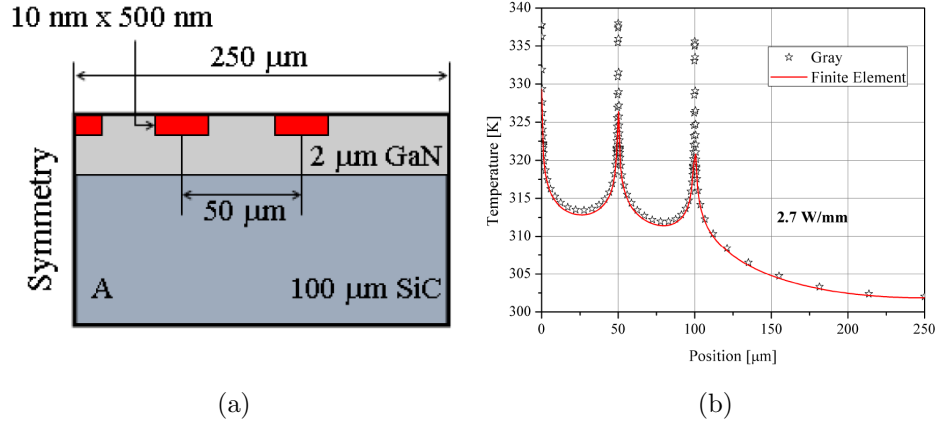 10 nm x 500 nm
250 μm
2 μm GaN
50 μm
Symmetry
A
100 μm SiC
(a)
340
335
330
325
320
315
310
305
300
Temperature [K]
Gray
Finite Element
2.7 W/mm
0
50
100
150
200
250
Position [μm]
(b)